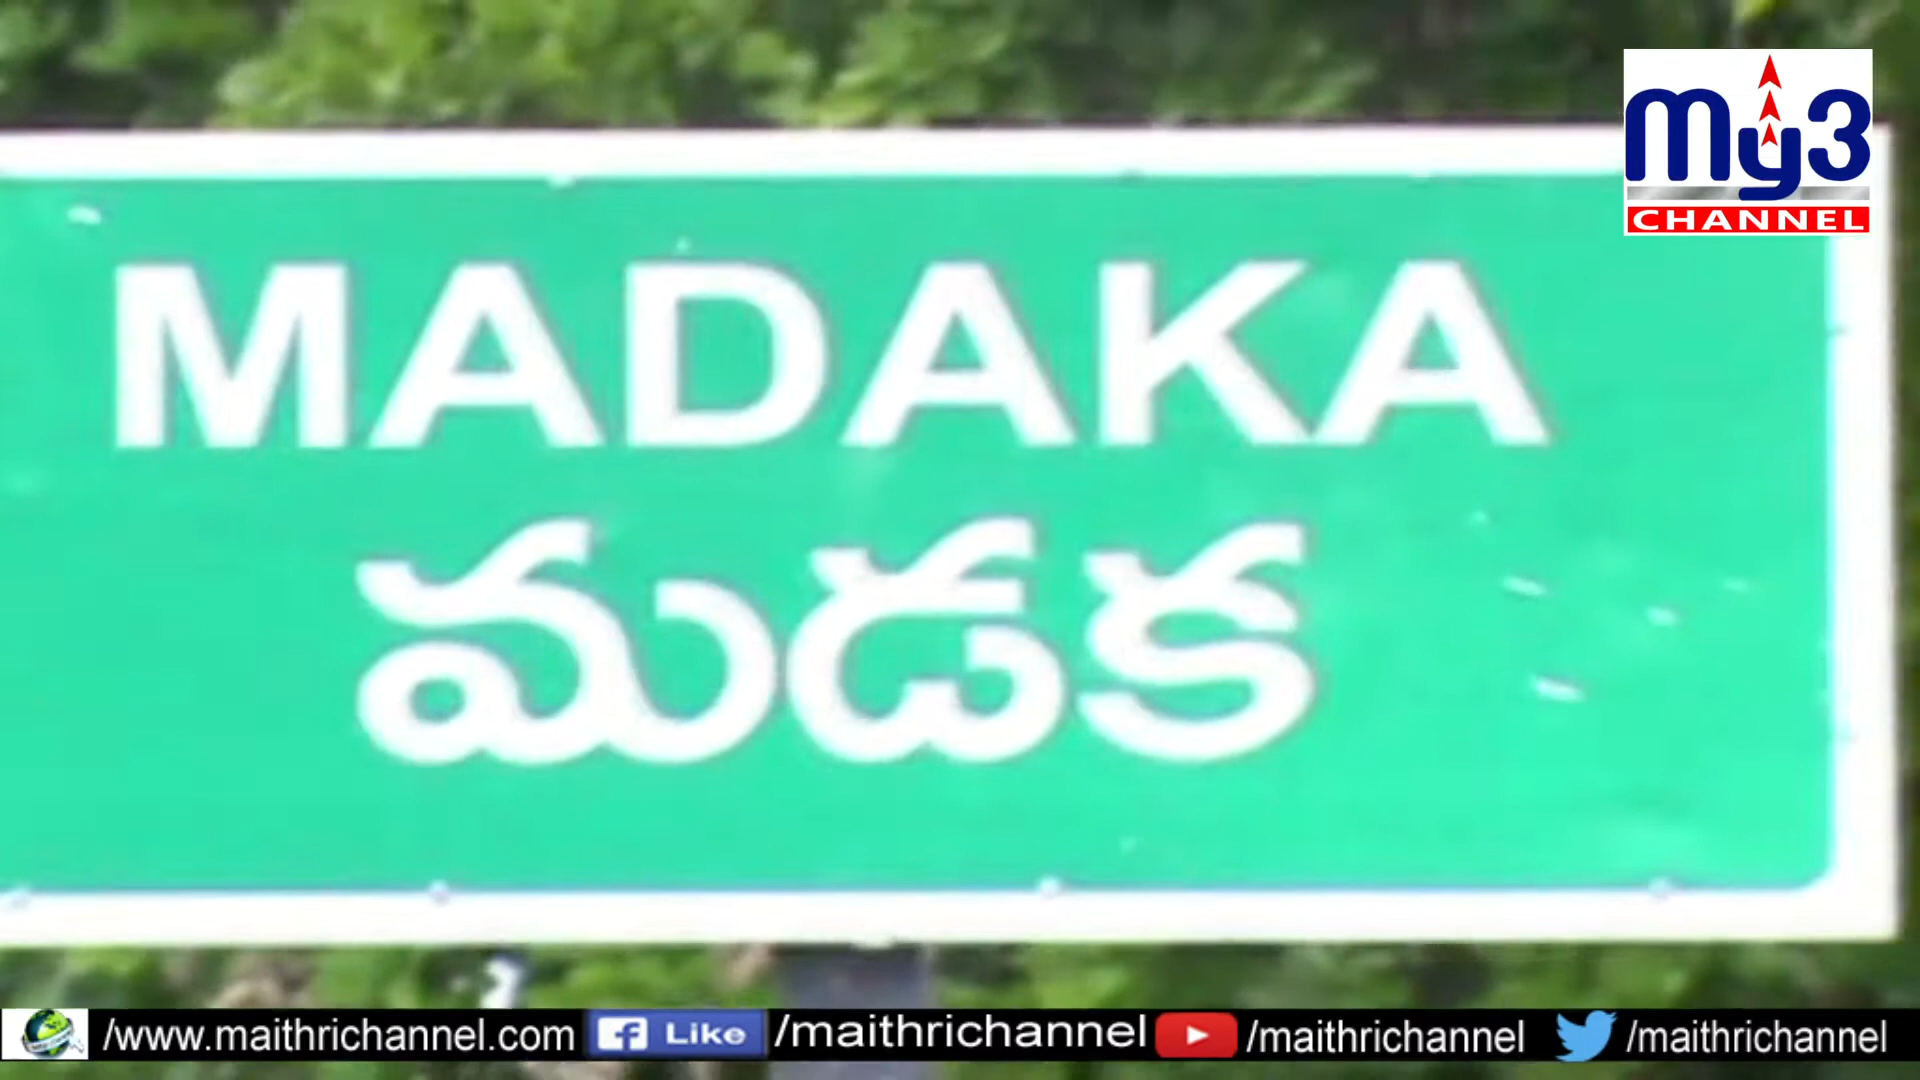 my3
CHANNEL
MADAKA
మడక
/www.maithrichannel.com Like /maithrichannel /maithrichannel /maithrichannel